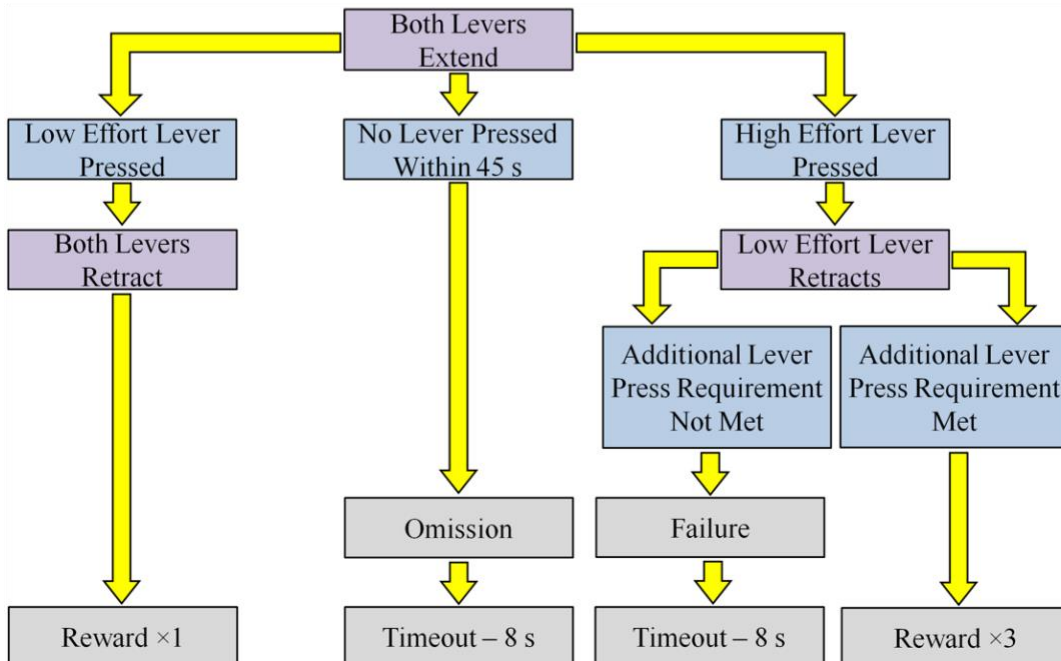 Both Levers
Extend
Low Effort Lever
Pressed
No Lever Pressed
Within 45 s
High Effort Lever
Pressed
Both Levers
Retract
Low Effort Lever
Retracts
Additional Lever
Press Requirement
Not Met
Additional Lever
Press Requirement
Met
Omission
Failure
Reward ×1
Timeout – 8 s
Timeout – 8 s
Reward ×3